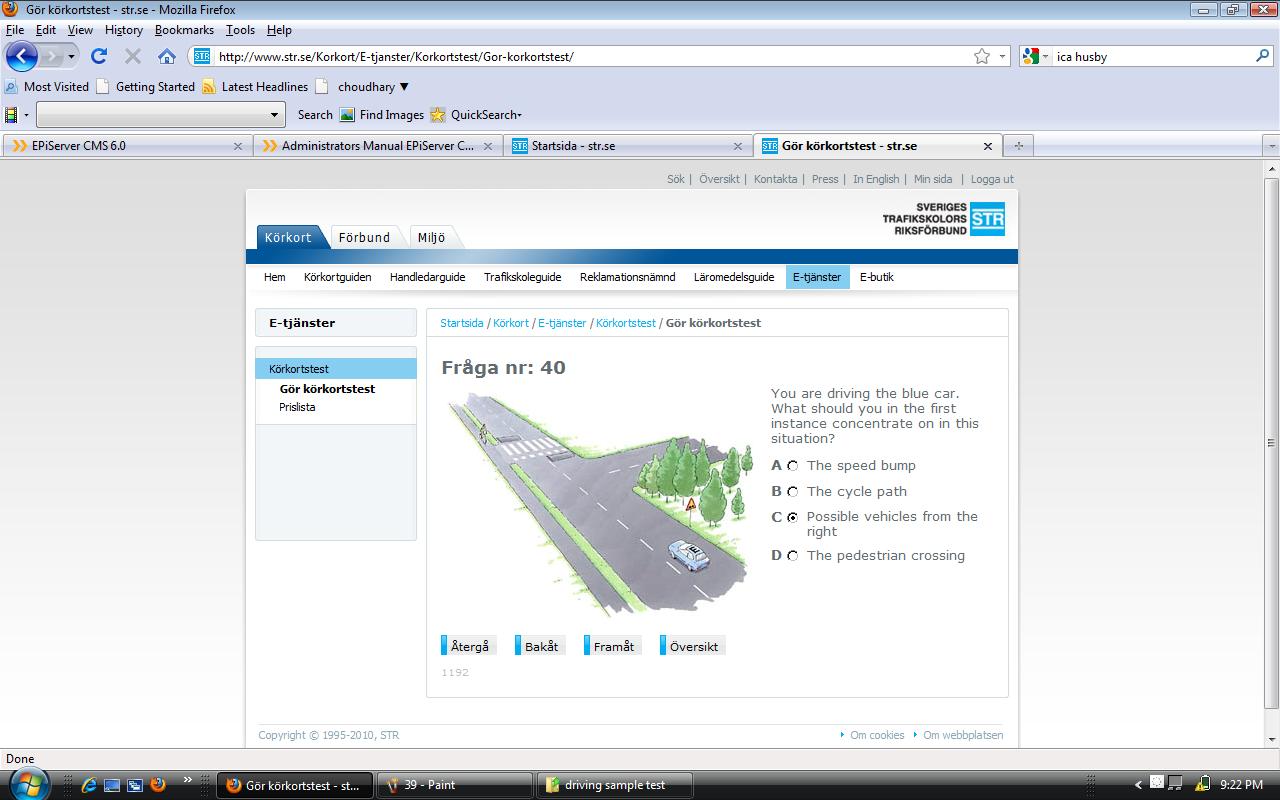 Gör körkortstest - str.se - Mozilla Firefox
File Edit View History Bookmarks Tools Help
STR http://www.str.se/Korkort/E-tjanster/Korkortstest/Gor-korkortstest/ ica husby
Most Visited Getting Started Latest Headlines choudhary
Search Find Images QuickSearch
EPiServer CMS 6.0 Administrators Manual EPiServer C... STR Startsida - str.se STR Gör körkortstest - str.se
Sök | Översikt | Kontakta | Press | In English | Min sida | Logga ut
SVERIGES
TRAFIKSKOLORS STR
RIKSFÖRBUND
Körkort Förbund Miljö
Hem Körkortguiden Handledarguide Trafikskoleguide Reklamationsnämnd Läromedelsguide E-tjänster E-butik
E-tjänster
Körkortstest
Gör körkortstest
Prislista
Startsida / Körkort / E-tjänster / Körkortstest / Gör körkortstest
Fråga nr: 40
You are driving the blue car.
What should you in the first
instance concentrate on in this
situation?
A The speed bump
B The cycle path
C Possible vehicles from the
right
D The pedestrian crossing
Återgå Bakåt Framåt Översikt
1192
Copyright © 1995-2010, STR Om cookies Om webbplatsen
Done
Gör körkortstest - st... 39 - Paint driving sample test 9:22 PM